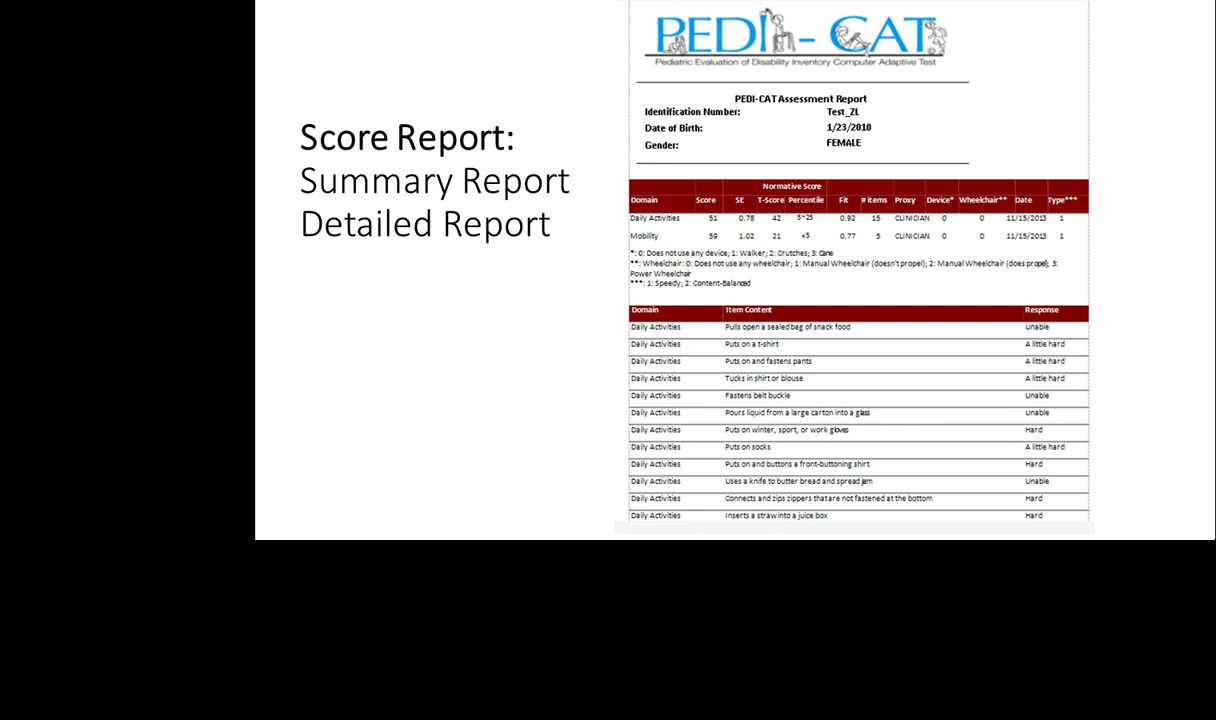 Score Report:
Summary Report
Detailed Report
PEDI-CAT
Pediatric Evaluation of Disability Inventory Computer Adaptive Test
PEDI-CAT Assessment Report
Identification Number: Test_ZL
Date of Birth: 1/23/2010
Gender: FEMALE
Normative Score
Domain Score SE T-Score Percentile Fit # items Proxy Device* Wheelchair** Date Type***
Daily Activities 51 0.78 42 5~25 0.92 15 CLINICIAN 0 0 11/15/2013 1
Mobility 59 1.02 21 <5 0.77 5 CLINICIAN 0 0 11/15/2013 1
*: 0: Does not use any device; 1: Walker; 2: Crutches; 3: Cane
**: Wheelchair: 0: Does not use any wheelchair; 1: Manual Wheelchair (doesn't propel); 2: Manual Wheelchair (does propel); 3:
Power Wheelchair
***: 1: Speedy; 2: Content-Balanced
Domain Item Content Response
Daily Activities Pulls open a sealed bag of snack food Unable
Daily Activities Puts on a t-shirt A little hard
Daily Activities Puts on and fastens pants A little hard
Daily Activities Tucks in shirt or blouse A little hard
Daily Activities Fastens belt buckle Unable
Daily Activities Pours liquid from a large carton into a glass Unable
Daily Activities Puts on winter, sport, or work gloves Hard
Daily Activities Puts on socks A little hard
Daily Activities Puts on and buttons a front-buttoning shirt Hard
Daily Activities Uses a knife to butter bread and spread jam Unable
Daily Activities Connects and zips zippers that are not fastened at the bottom Hard
Daily Activities Inserts a straw into a juice box Hard